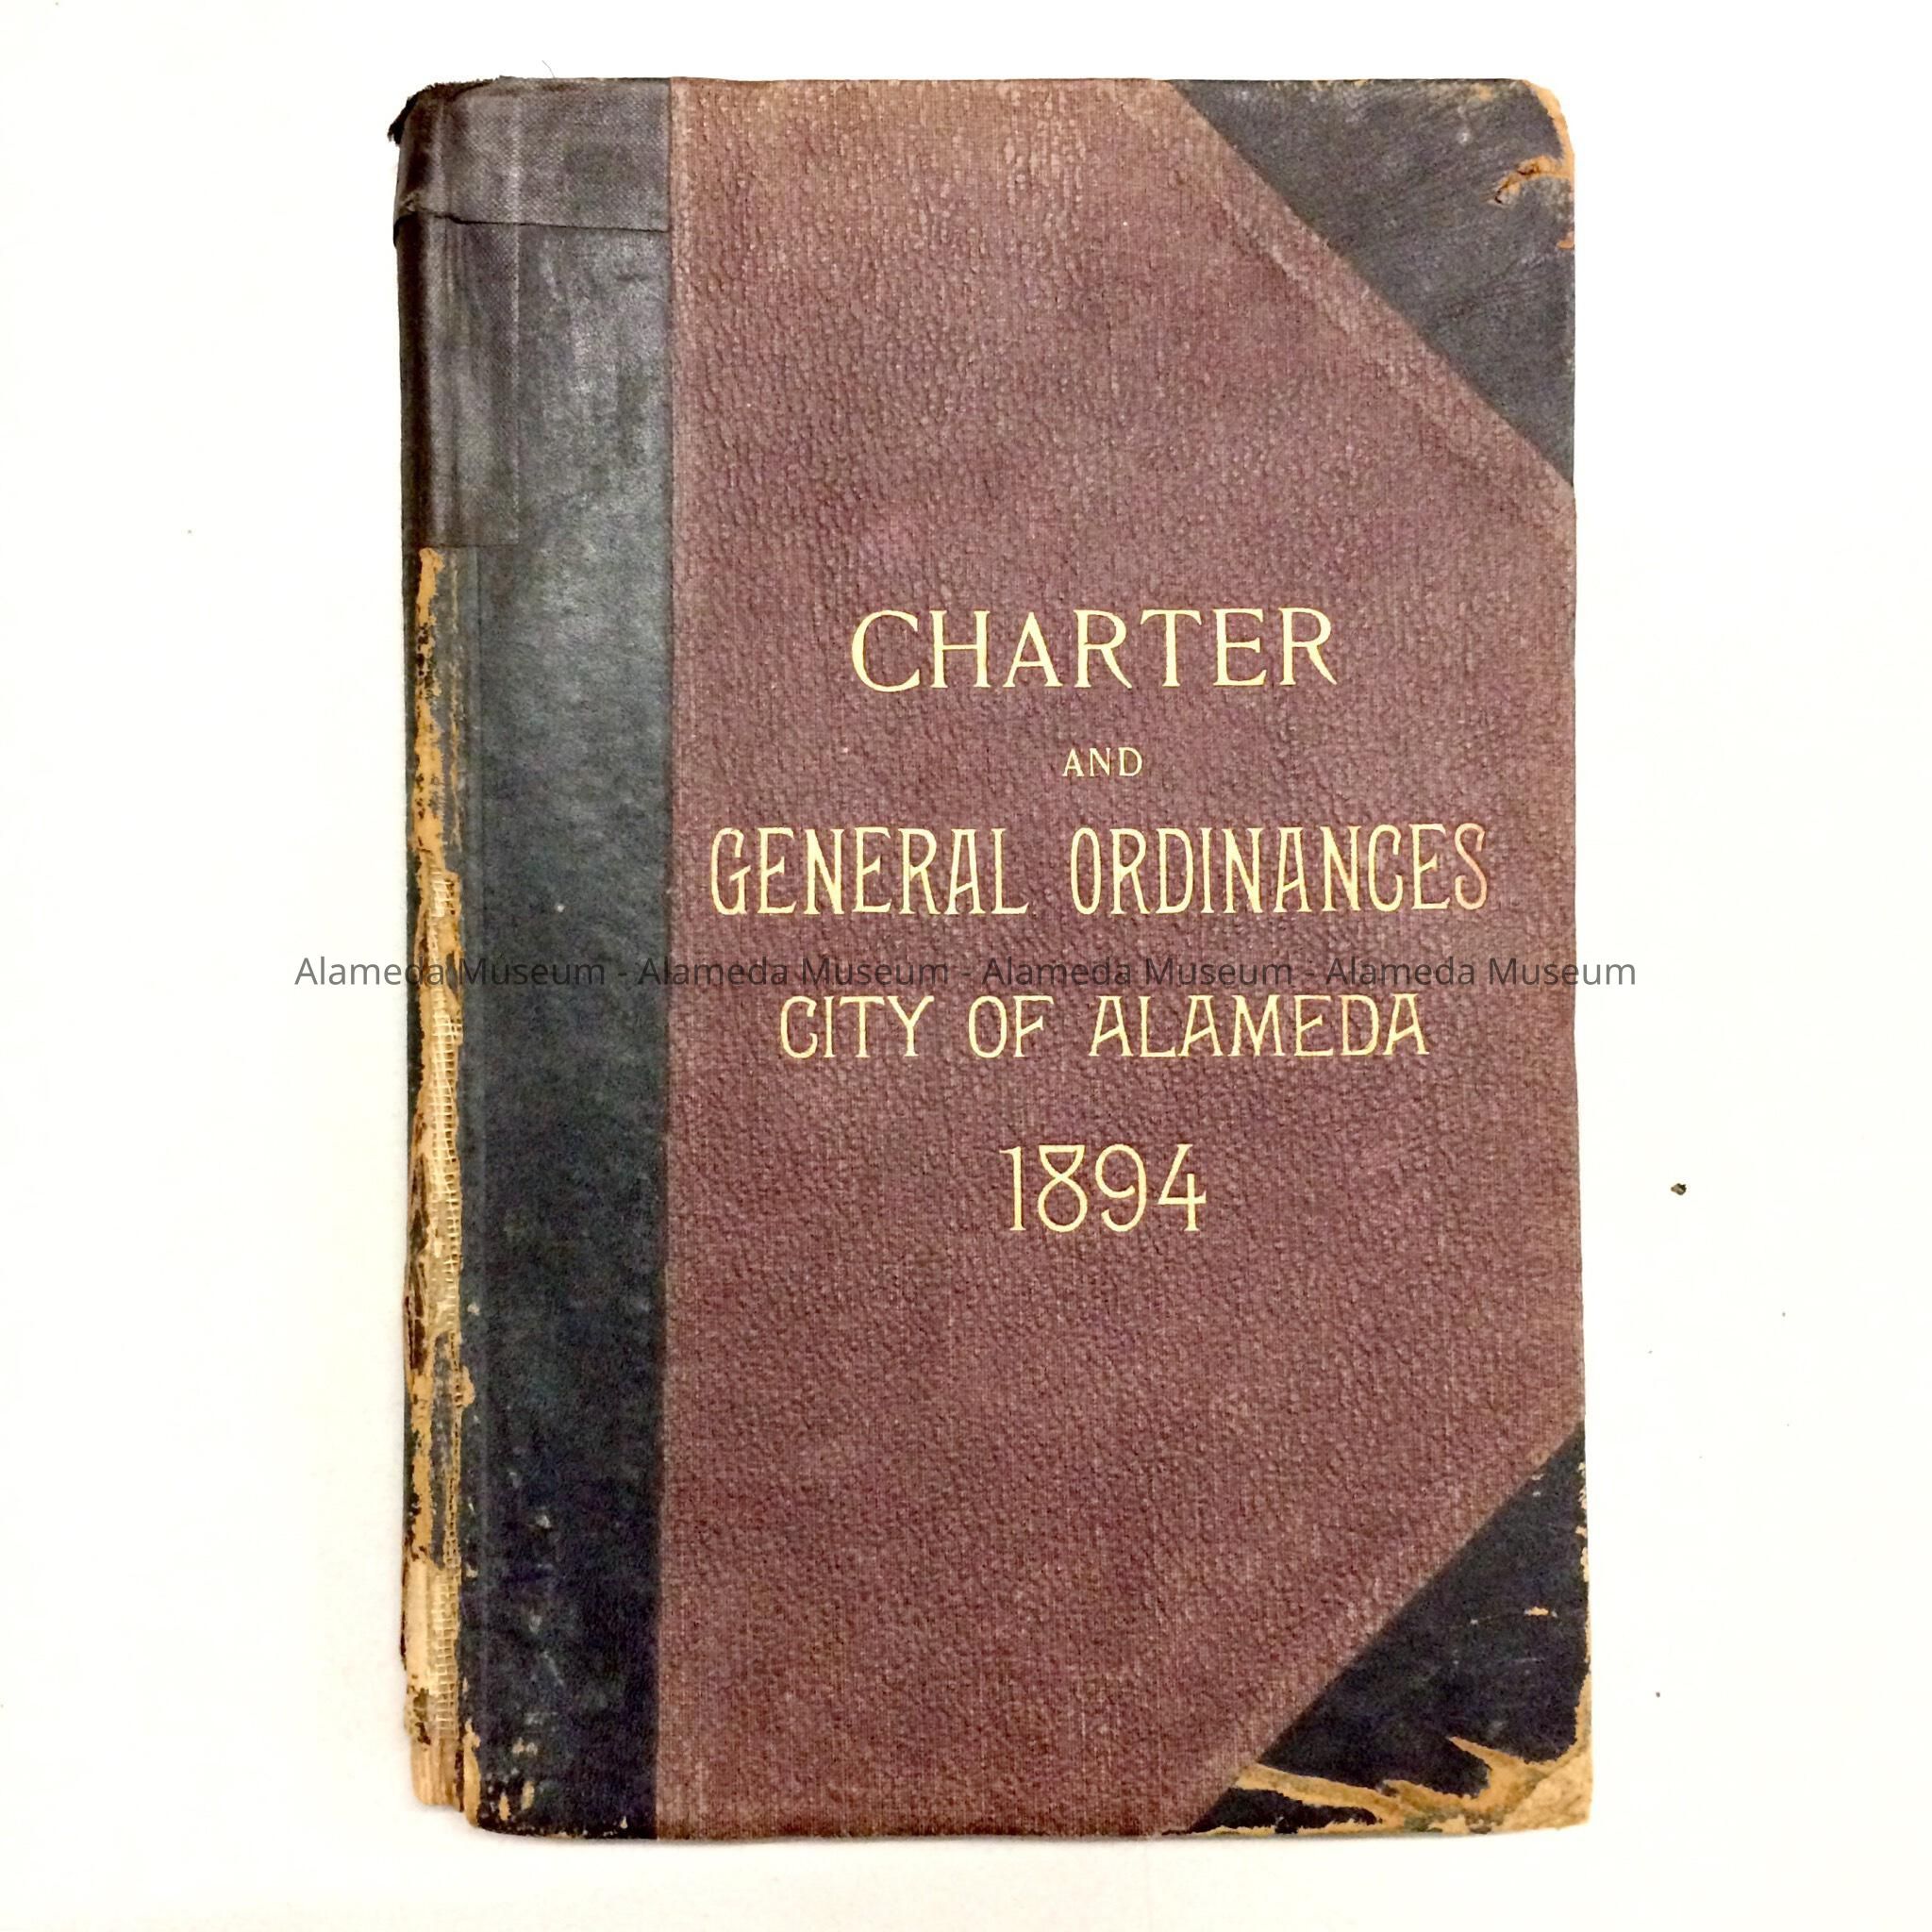 CHARTER
AND
GENERAL ORDINANCES
Alameda Museum - Alameda Museum - Alameda Museum - Alameda Museum
CITY OF ALAMEDA
1894